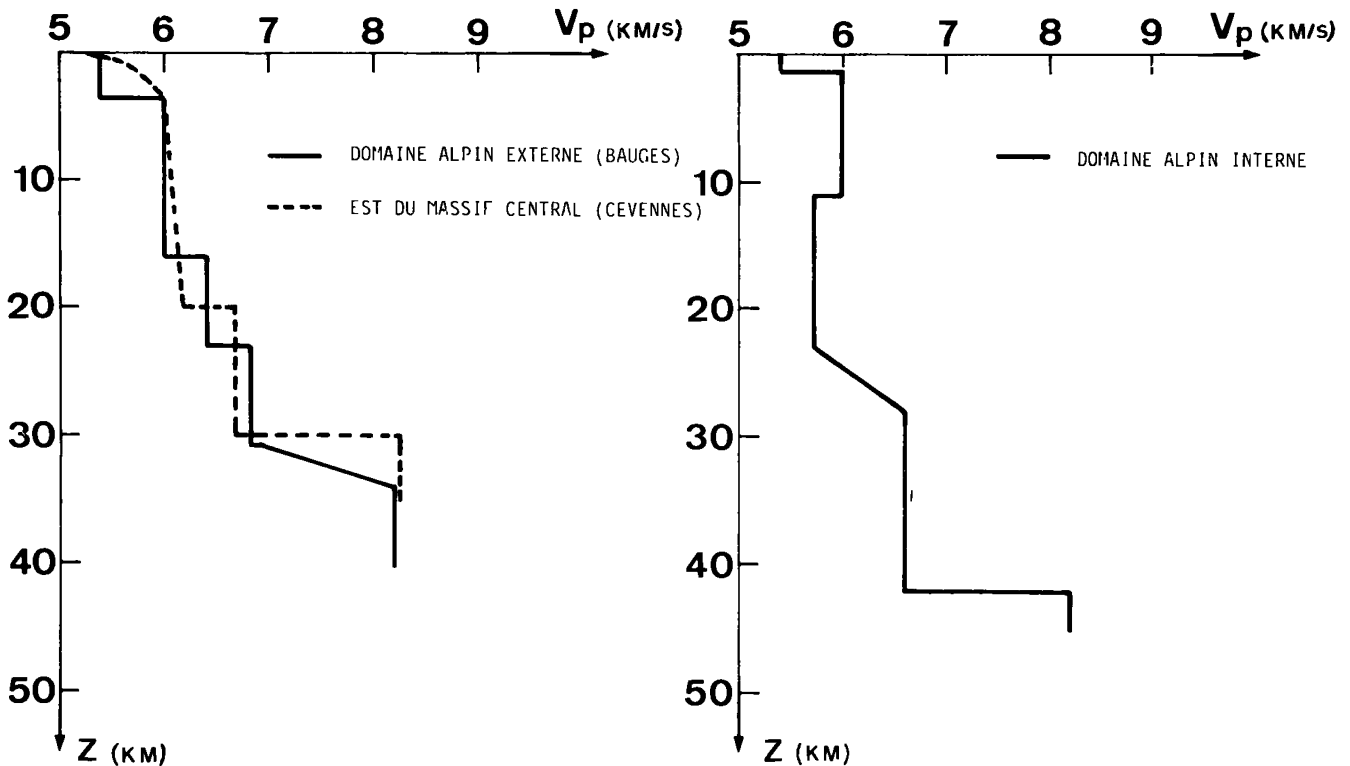 5 6 7 8 9 Vp (KM/S)
DOMAINE ALPIN EXTERNE (BAUGES)
EST DU MASSIF CENTRAL (CEVENNES)
10
20
30
40
50
Z (KM)
5 6 7 8 9 Vp (KM/S)
DOMAINE ALPIN INTERNE
10
20
30
40
50
Z (KM)